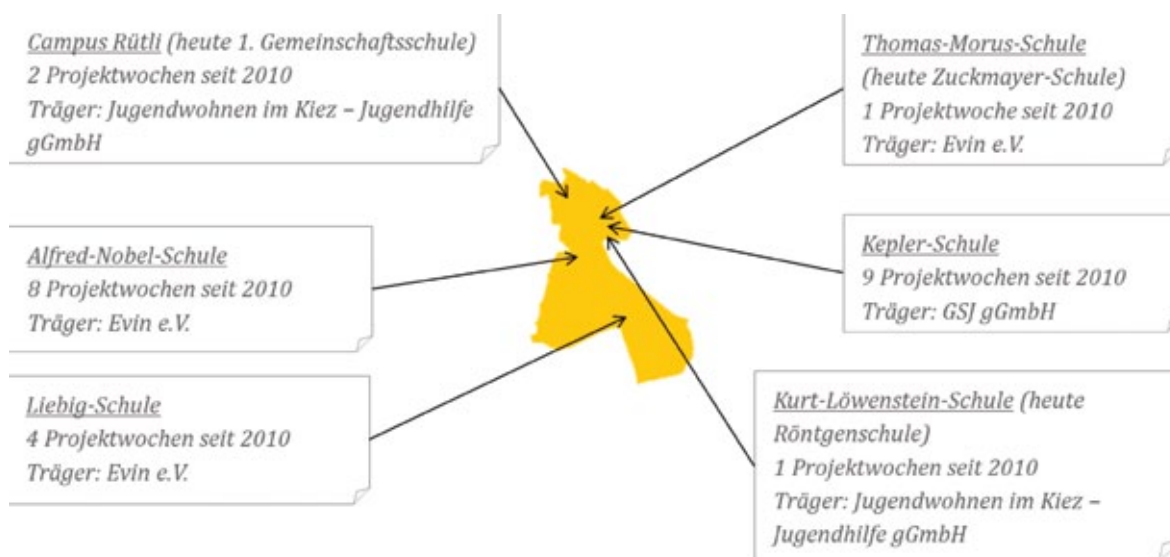 Campus Rütli (heute 1. Gemeinschaftsschule)
2 Projektwochen seit 2010
Träger: Jugendwohnen im Kiez – Jugendhilfe
gGmbH
Alfred-Nobel-Schule
8 Projektwochen seit 2010
Träger: Evin e.V.
Liebig-Schule
4 Projektwochen seit 2010
Träger: Evin e.V.
Thomas-Morus-Schule
(heute Zuckmayer-Schule)
1 Projektwoche seit 2010
Träger: Evin e.V.
Kepler-Schule
9 Projektwochen seit 2010
Träger: GSJ gGmbH
Kurt-Löwenstein-Schule (heute
Röntgenschule)
1 Projektwochen seit 2010
Träger: Jugendwohnen im Kiez –
Jugendhilfe gGmbH